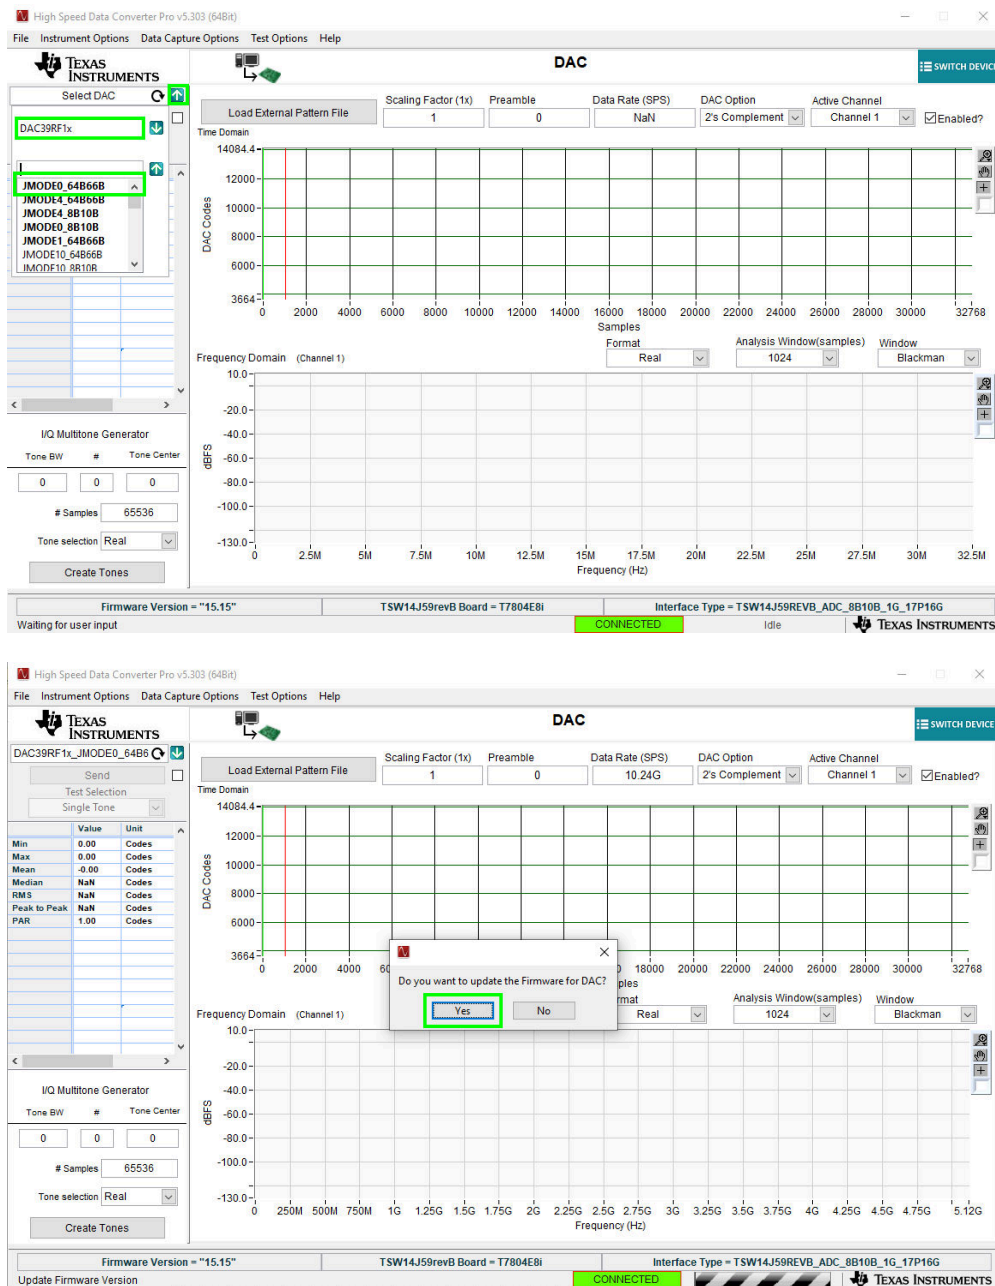 High Speed Data Converter Pro v5.303 (64Bit)
File Instrument Options Data Capture Options Test Options Help
TEXAS INSTRUMENTS
DAC
SWITCH DEVICE
Select DAC
DAC39RF1x
JMODE0_64B66B
JMODE4_64B66B
JMODE4_8B10B
JMODE0_8B10B
JMODE1_64B66B
JMODE10_64B66B
JMODE10_8B10B
Load External Pattern File
Scaling Factor (1x) Preamble Data Rate (SPS) DAC Option Active Channel
1 0 NaN 2's Complement Channel 1 Enabled?
Time Domain
14084.4
12000
10000
8000
6000
3664
DAC Codes
0 2000 4000 6000 8000 10000 12000 14000 16000 18000 20000 22000 24000 26000 28000 30000 32768
Samples
Format Analysis Window(samples) Window
Frequency Domain (Channel 1) Real 1024 Blackman
10.0
-20.0
-40.0
-60.0
-80.0
-100.0
-130.0
dBFS
0 2.5M 5M 7.5M 10M 12.5M 15M 17.5M 20M 22.5M 25M 27.5M 30M 32.5M
Frequency (Hz)
I/Q Multitone Generator
Tone BW # Tone Center
0 0 0
# Samples 65536
Tone selection Real
Create Tones
Firmware Version = "15.15" TSW14J59revB Board = T7804E8i Interface Type = TSW14J59REVB_ADC_8B10B_1G_17P16G
Waiting for user input CONNECTED Idle TEXAS INSTRUMENTS
High Speed Data Converter Pro v5.303 (64Bit)
File Instrument Options Data Capture Options Test Options Help
TEXAS INSTRUMENTS
DAC
SWITCH DEVICE
DAC39RF1x_JMODE0_64B6
Send
Test Selection
Single Tone
Value Unit
Min 0.00 Codes
Max 0.00 Codes
Mean -0.00 Codes
Median NaN Codes
RMS NaN Codes
Peak to Peak NaN Codes
PAR 1.00 Codes
Load External Pattern File
Scaling Factor (1x) Preamble Data Rate (SPS) DAC Option Active Channel
1 0 10.24G 2's Complement Channel 1 Enabled?
Time Domain
14084.4
12000
10000
8000
6000
3664
DAC Codes
0 2000 4000 18000 20000 22000 24000 26000 28000 30000 32768
Do you want to update the Firmware for DAC?
Yes No
Analysis Window(samples) Window
Frequency Domain (Channel 1) Real 1024 Blackman
10.0
-20.0
-40.0
-60.0
-80.0
-100.0
-130.0
dBFS
0 250M 500M 750M 1G 1.25G 1.5G 1.75G 2G 2.25G 2.5G 2.75G 3G 3.25G 3.5G 3.75G 4G 4.25G 4.5G 4.75G 5.12G
Frequency (Hz)
I/Q Multitone Generator
Tone BW # Tone Center
0 0 0
# Samples 65536
Tone selection Real
Create Tones
Firmware Version = "15.15" TSW14J59revB Board = T7804E8i Interface Type = TSW14J59REVB_ADC_8B10B_1G_17P16G
Update Firmware Version CONNECTED TEXAS INSTRUMENTS